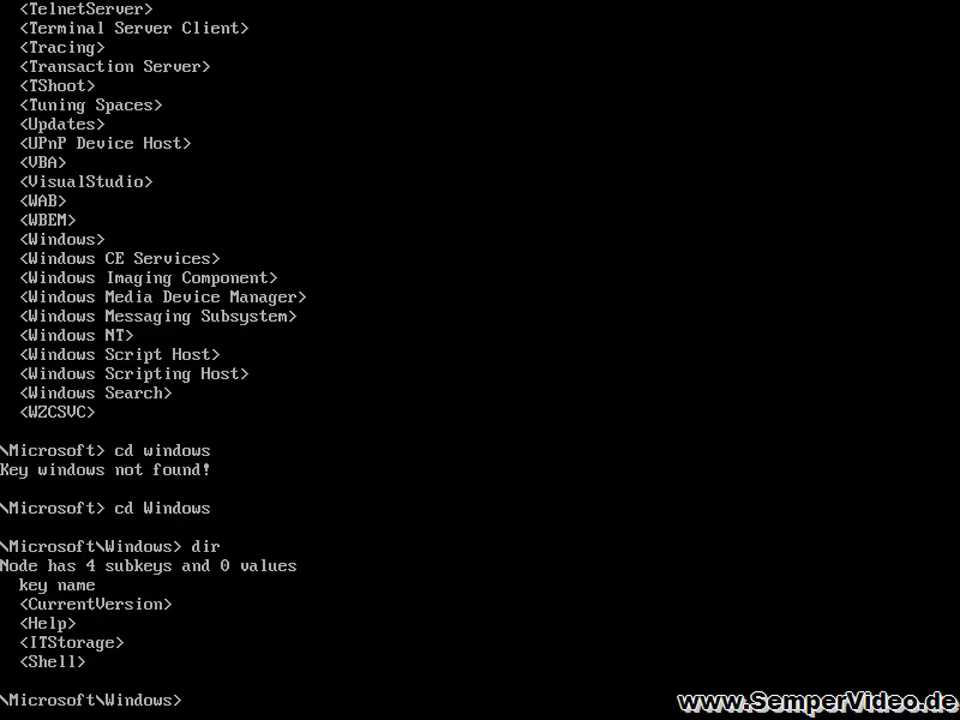 <TelnetServer>
<Terminal Server Client>
<Tracing>
<Transaction Server>
<TShoot>
<Tuning Spaces>
<Updates>
<UPnP Device Host>
<VBA>
<VisualStudio>
<WAB>
<WBEM>
<Windows>
<Windows CE Services>
<Windows Imaging Component>
<Windows Media Device Manager>
<Windows Messaging Subsystem>
<Windows NT>
<Windows Script Host>
<Windows Scripting Host>
<Windows Search>
<WZCSVC>
\Microsoft> cd windows
Key windows not found!
\Microsoft> cd Windows
\Microsoft\Windows> dir
Node has 4 subkeys and 0 values
key name
<CurrentVersion>
<Help>
<ITStorage>
<Shell>
\Microsoft\Windows>
www.SemperVideo.de